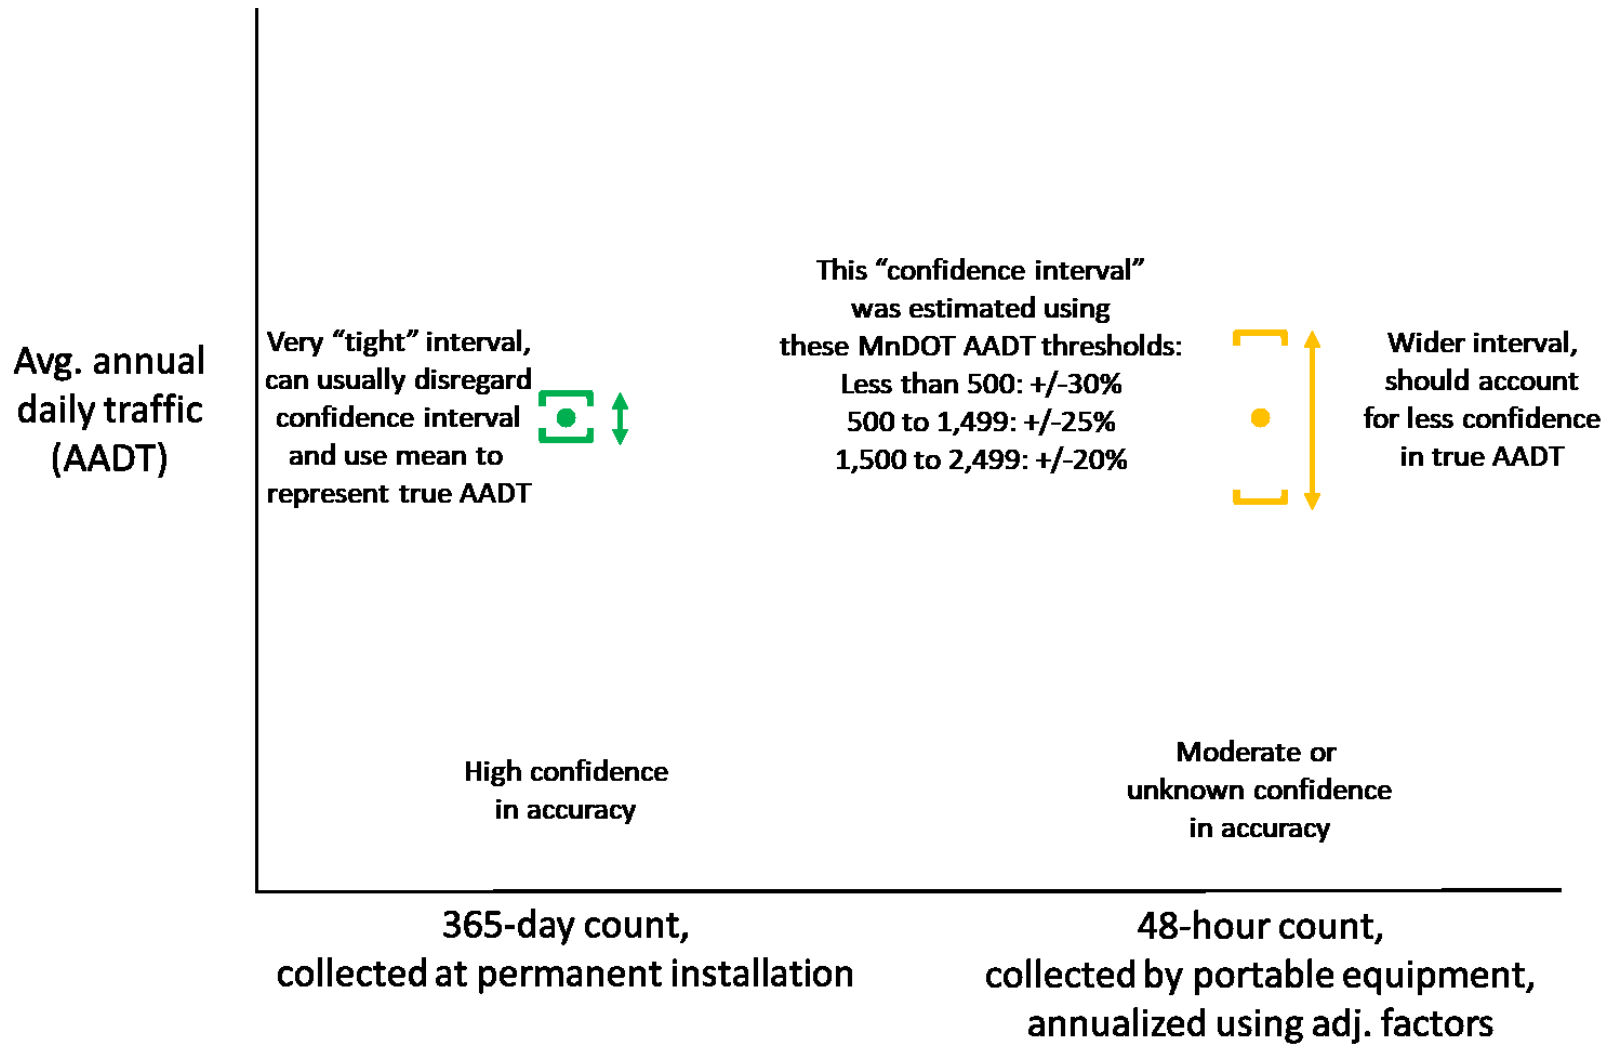 Avg. annual
daily traffic
(AADT)
Very “tight” interval,
can usually disregard
confidence interval
and use mean to
represent true AADT
This “confidence interval”
was estimated using
these MnDOT AADT thresholds:
Less than 500: +/-30%
500 to 1,499: +/-25%
1,500 to 2,499: +/-20%
Wider interval,
should account
for less confidence
in true AADT
High confidence
in accuracy
Moderate or
unknown confidence
in accuracy
365-day count,
collected at permanent installation
48-hour count,
collected by portable equipment,
annualized using adj. factors